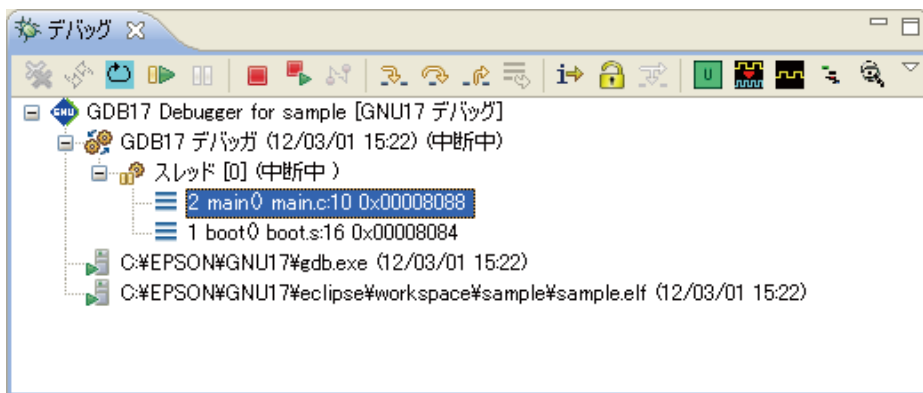 デバッグ
U
GNU GDB17 Debugger for sample [GNU17 デバッグ]
GDB17 デバッガ (12/03/01 15:22) (中断中)
スレッド [0] (中断中 )
2 main() main.c:10 0x00008088
1 boot() boot.s:16 0x00008084
C:¥EPSON¥GNU17¥gdb.exe (12/03/01 15:22)
C:¥EPSON¥GNU17¥eclipse¥workspace¥sample¥sample.elf (12/03/01 15:22)